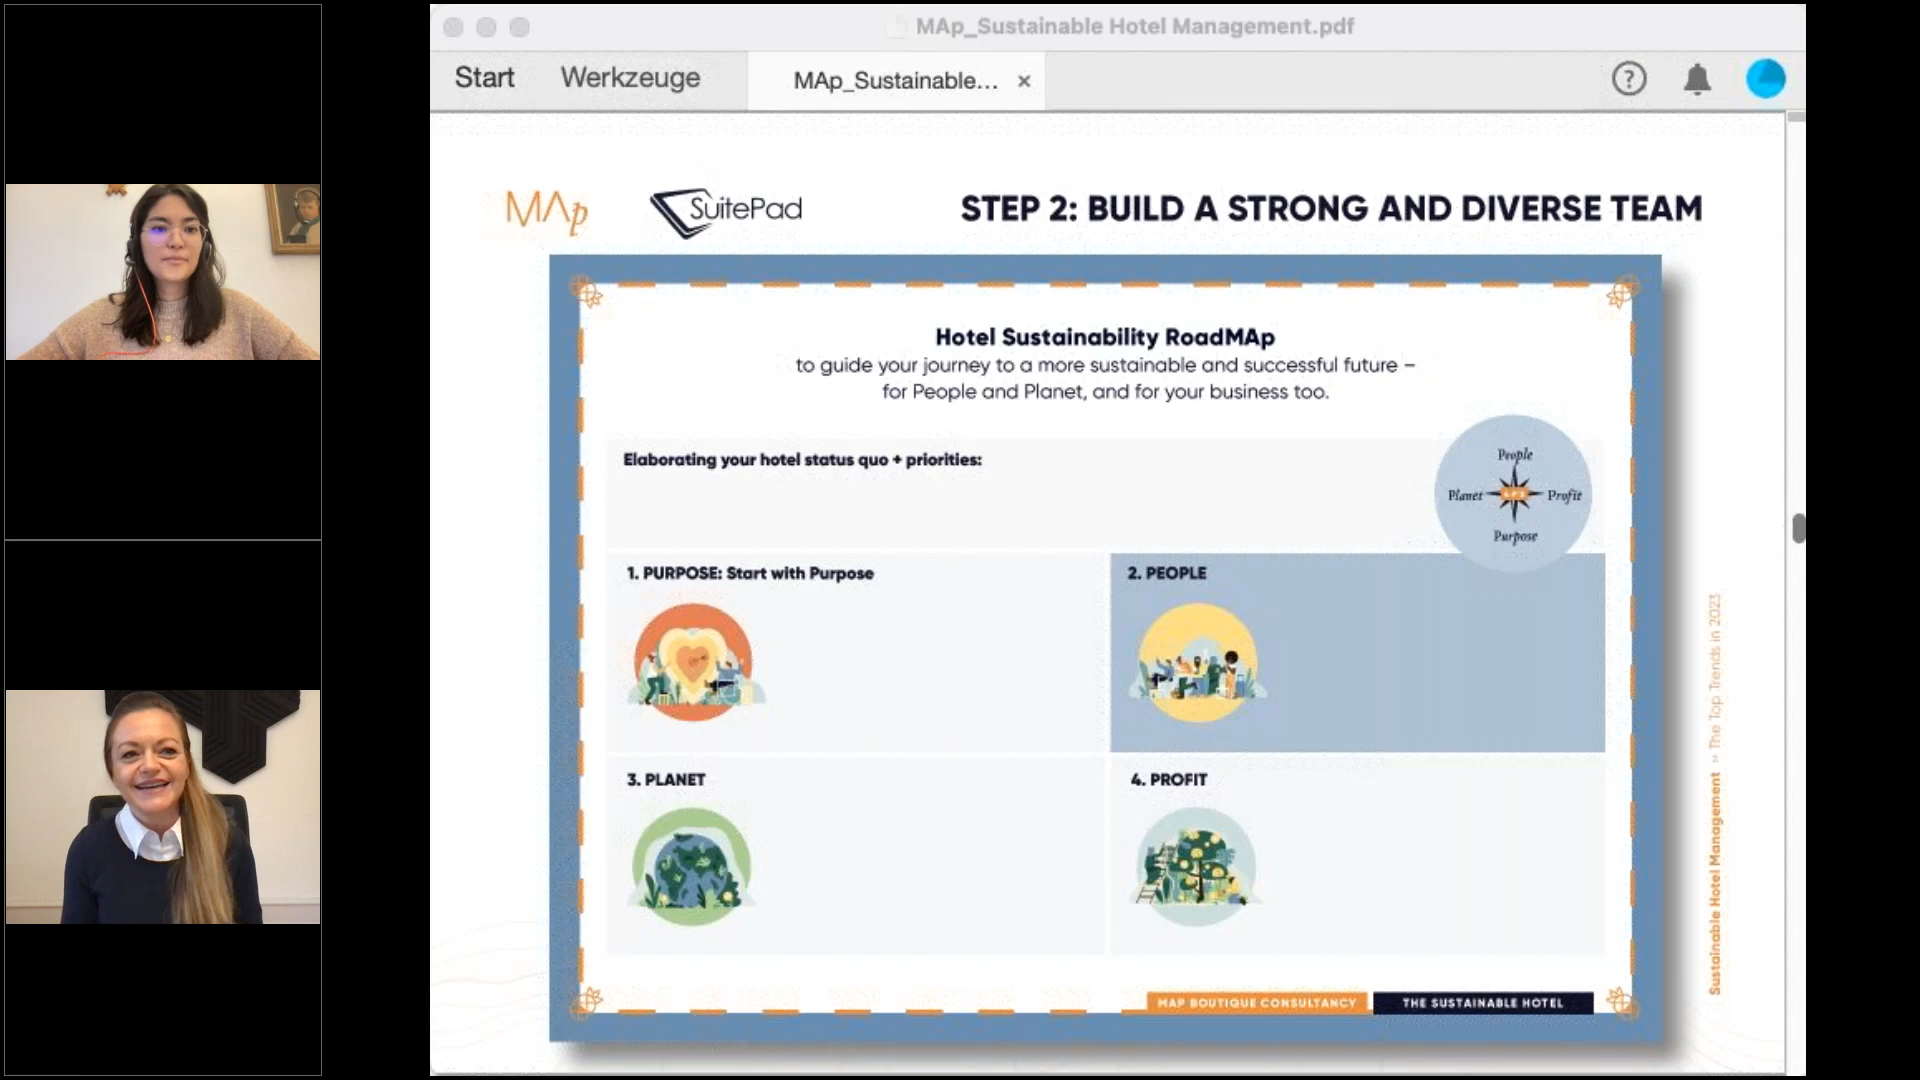 MAp_Sustainable Hotel Management.pdf
Start
Werkzeuge
MAp_Sustainable... ×
?
MAp
SuitePad
STEP 2: BUILD A STRONG AND DIVERSE TEAM
Hotel Sustainability RoadMAp
to guide your journey to a more sustainable and successful future –
for People and Planet, and for your business too.
Elaborating your hotel status quo + priorities:
People
Planet
Profit
Purpose
1. PURPOSE: Start with Purpose
2. PEOPLE
3. PLANET
4. PROFIT
MAP BOUTIQUE CONSULTANCY
THE SUSTAINABLE HOTEL
Sustainable Hotel Management » The Top Trends in 2023